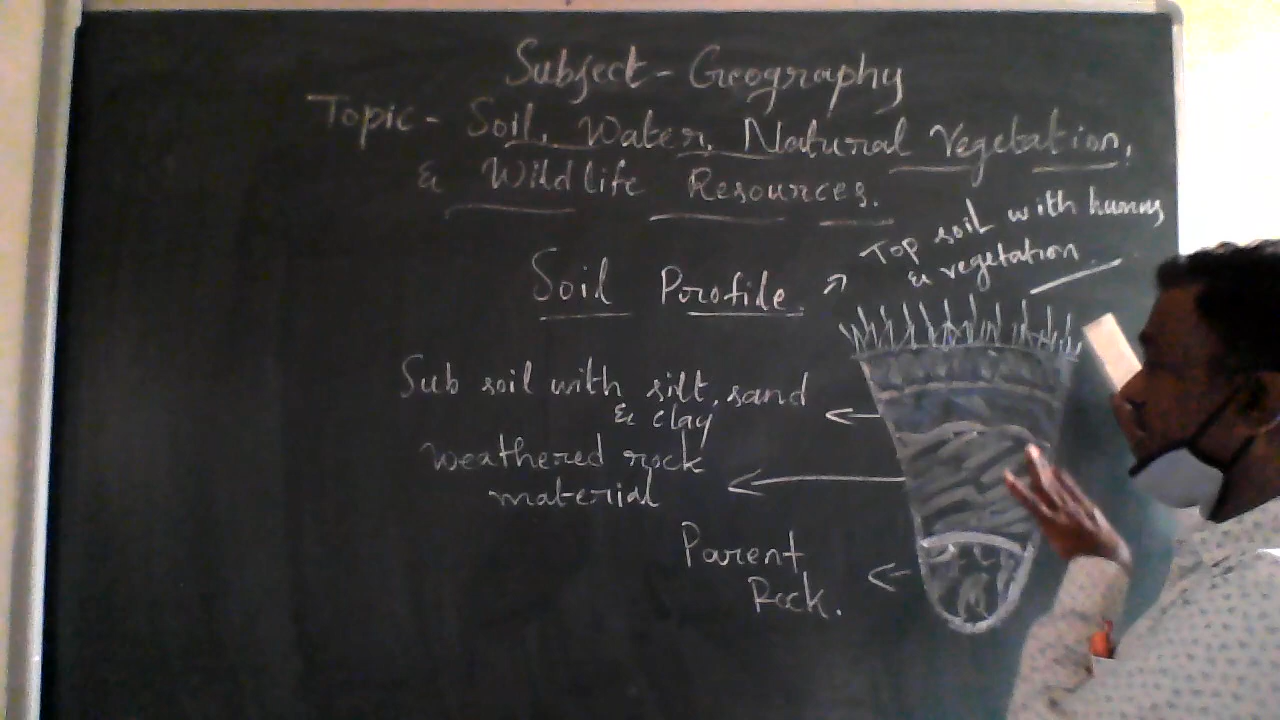 Subject - Geography
Topic - Soil, Water, Natural Vegetation,
& Wildlife Resources.
Soil Porofile.
Top soil with humus
& vegetation
Sub soil with silt, sand
& clay
weathered rock
material
Parent
Rock.